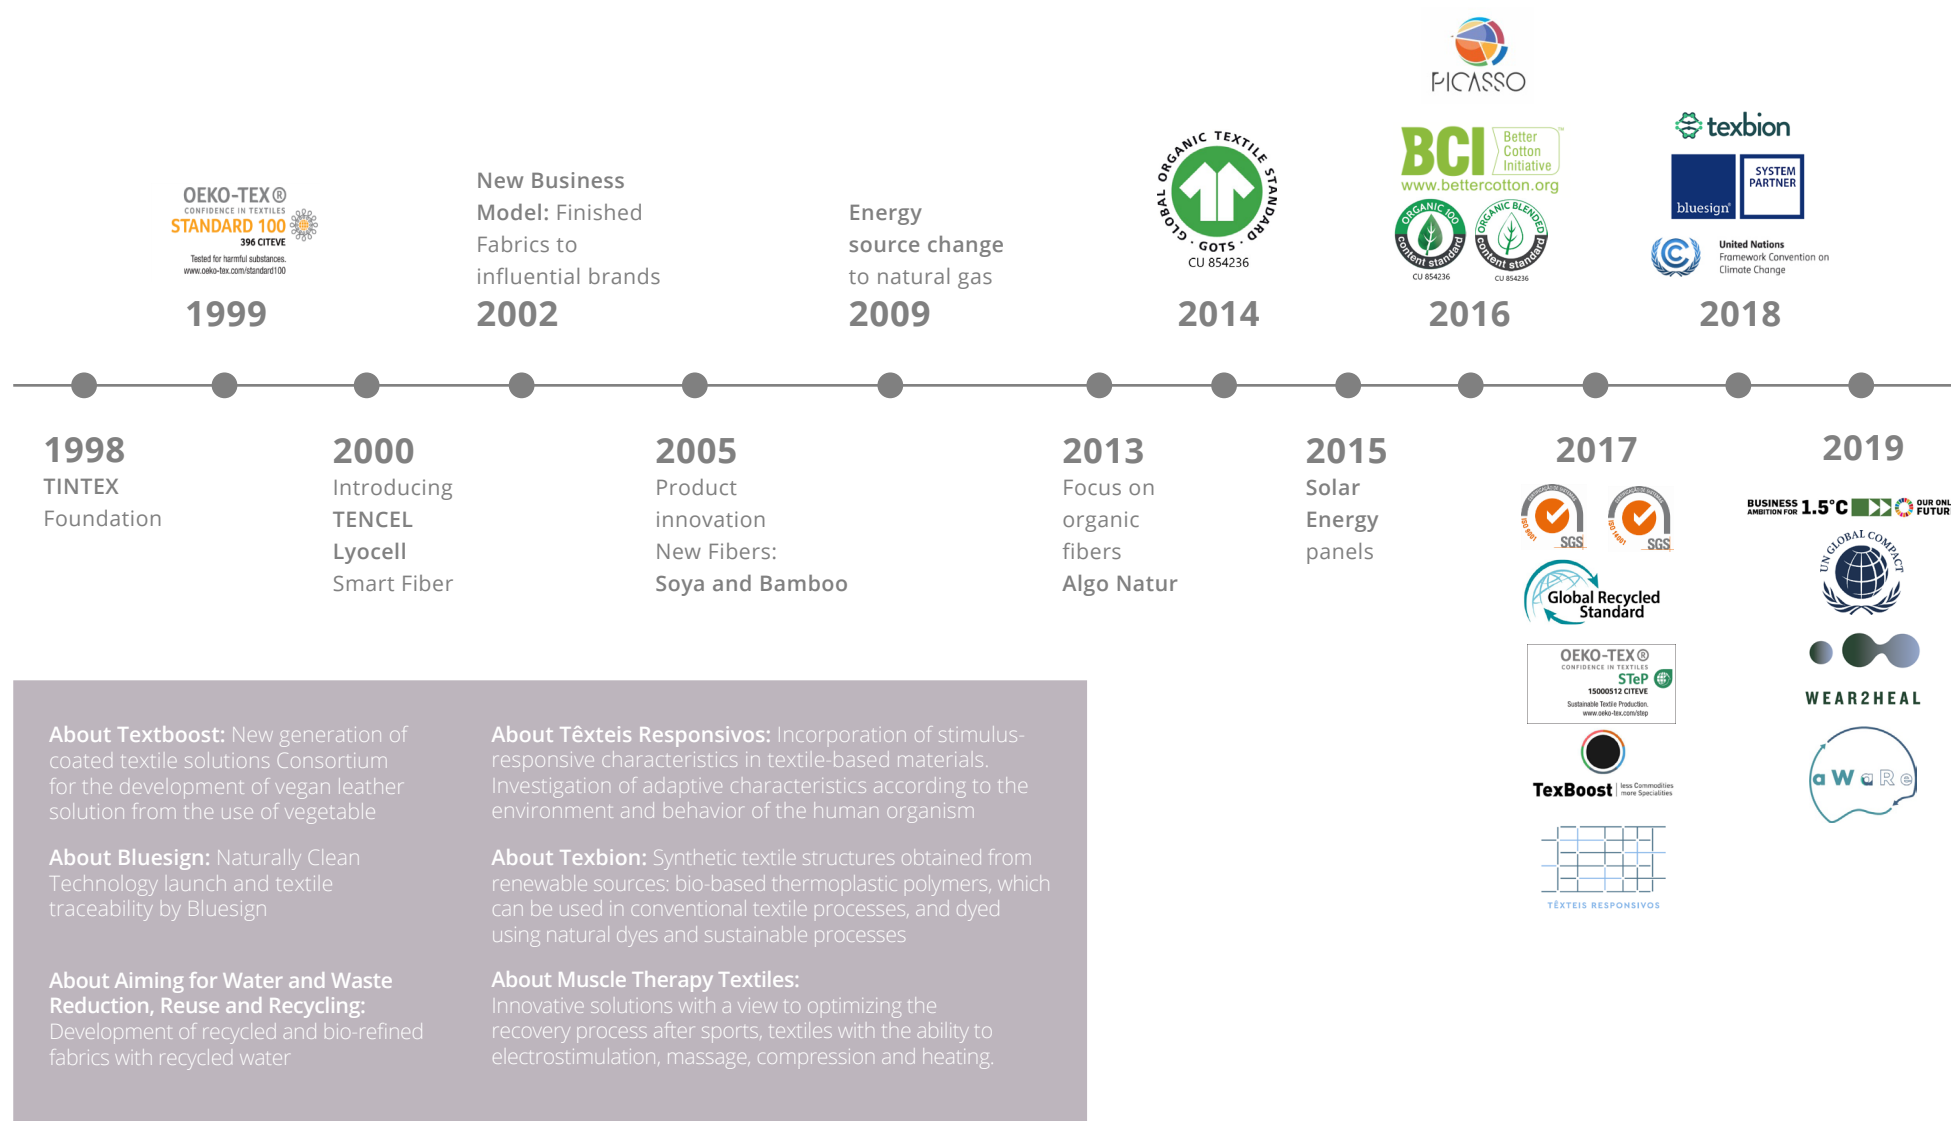 OEKO-TEX®
CONFIDENCE IN TEXTILES
STANDARD 100
396 CITEVE
Tested for harmful substances.
www.oeko-tex.com/standard100
1999
New Business
Model: Finished
Fabrics to
influential brands
2002
Energy
source change
to natural gas
2009
GLOBAL ORGANIC TEXTILE STANDARD
· GOTS ·
CU 854236
2014
PICASSO
BCI
Better
Cotton
Initiative
™
www.bettercotton.org
ORGANIC 100
content standard
CU 854236
ORGANIC BLENDED
content standard
CU 854236
2016
texbion
bluesign®
SYSTEM
PARTNER
United Nations
Framework Convention on
Climate Change
2018
1998
TINTEX
Foundation
2000
Introducing
TENCEL
Lyocell
Smart Fiber
2005
Product
innovation
New Fibers:
Soya and Bamboo
2013
Focus on
organic
fibers
Algo Natur
2015
Solar
Energy
panels
2017
ISO 9001
SGS
ISO 14001
SGS
Global Recycled
Standard
OEKO-TEX®
CONFIDENCE IN TEXTILES
STeP
15000512 CITEVE
Sustainable Textile Production.
www.oeko-tex.com/step
TexBoost
less Commodities
more Specialities
TÊXTEIS RESPONSIVOS
2019
BUSINESS
AMBITION FOR
1.5°C
OUR ONL
FUTUR
UN GLOBAL COMPACT
WEAR2HEAL
aWaRe
About Textboost: New generation of
coated textile solutions Consortium
for the development of vegan leather
solution from the use of vegetable
About Bluesign: Naturally Clean
Technology launch and textile
traceability by Bluesign
About Aiming for Water and Waste
Reduction, Reuse and Recycling:
Development of recycled and bio-refined
fabrics with recycled water
About Têxteis Responsivos: Incorporation of stimulus-
responsive characteristics in textile-based materials.
Investigation of adaptive characteristics according to the
environment and behavior of the human organism
About Texbion: Synthetic textile structures obtained from
renewable sources: bio-based thermoplastic polymers, which
can be used in conventional textile processes, and dyed
using natural dyes and sustainable processes
About Muscle Therapy Textiles:
Innovative solutions with a view to optimizing the
recovery process after sports, textiles with the ability to
electrostimulation, massage, compression and heating.